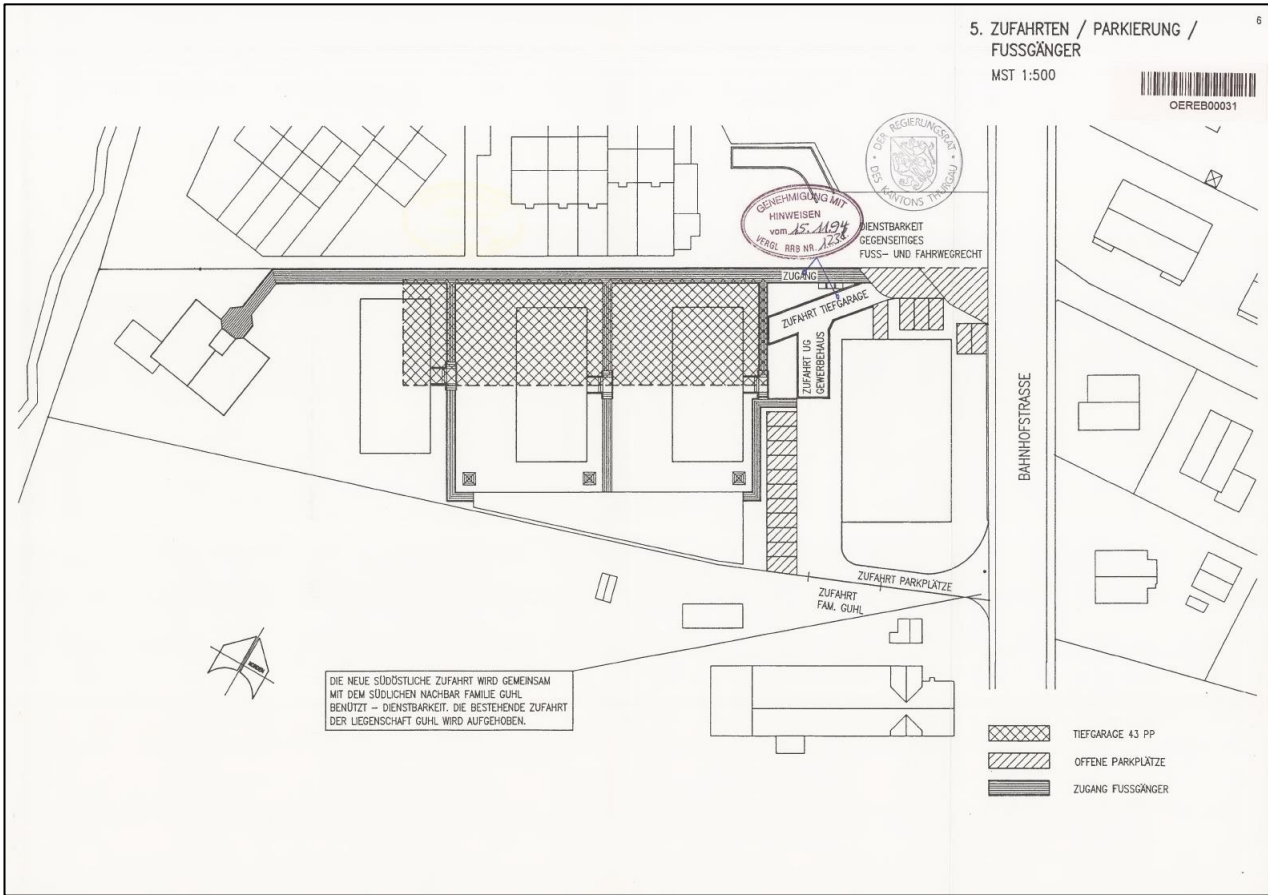 6
5. ZUFAHRTEN / PARKIERUNG /
FUSSGÄNGER
MST 1:500
OEREB00031
DER REGIERUNGSRAT
DES KANTONS THURGAU
GENEHMIGUNG MIT
HINWEISEN
vom 15.11.94
VERGL. RRB NR.
DIENSTBARKEIT
GEGENSEITIGES
FUSS- UND FAHRWEGRECHT
ZUGANG
ZUFAHRT TIEFGARAGE
ZUFAHRT UG
GEWERBEHAUS
BAHNHOFSTRASSE
ZUFAHRT PARKPLÄTZE
ZUFAHRT
FAM. GUHL
NORDEN
DIE NEUE SÜDÖSTLICHE ZUFAHRT WIRD GEMEINSAM
MIT DEM SÜDLICHEN NACHBAR FAMILIE GUHL
BENÜTZT - DIENSTBARKEIT. DIE BESTEHENDE ZUFAHRT
DER LIEGENSCHAFT GUHL WIRD AUFGEHOBEN.
TIEFGARAGE 43 PP
OFFENE PARKPLÄTZE
ZUGANG FUSSGÄNGER